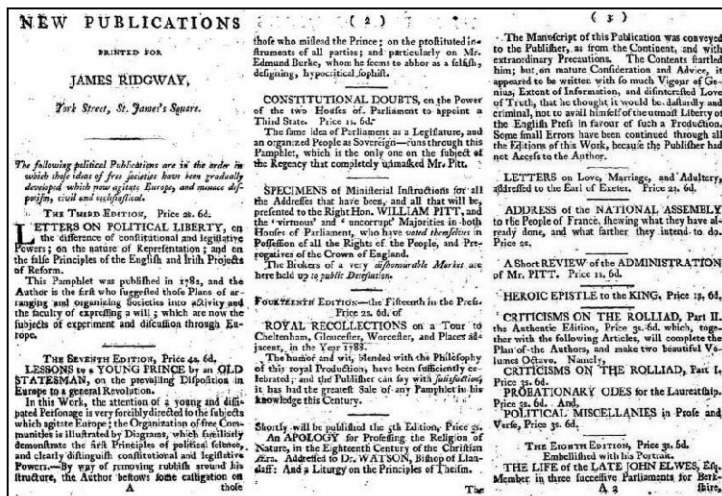 NEW PUBLICATIONS
PRINTED FOR
JAMES RIDGWAY,
York Street, St. James's Square.
The following political Publications are in the order in
which those ideas of free societies have been gradually
developed which now agitate Europe, and menace des-
potism, civil and ecclesiastical.
THE THIRD EDITION, Price 2s. 6d.
LETTERS ON POLITICAL LIBERTY, on
the difference of constitutional and legislative
Powers; on the nature of Representation; and on
the false Principles of the English and Irish Projects
of Reform.
This Pamphlet was published in 1782, and the
Author is the first who suggested those Plans of ar-
ranging and organizing Societies into activity and
the faculty of expressing a will; which are now the
subjects of experiment and discussion through Eu-
rope.
THE SEVENTH EDITION, Price 4s. 6d.
LESSONS to a YOUNG PRINCE by an OLD
STATESMAN, on the prevailing Disposition in
Europe to a general Revolution.
In this Work, the attention of a young and dissi-
pated Personage is very forcibly directed to the subjects
which agitate Europe; the Organization of free Com-
munities is illustrated by Diagrams, which familiarly
demonstrate the first Principles of political science,
and clearly distinguish constitutional and legislative
Powers.—By way of removing rubbish around his
structure, the Author bestows some castigation on
A those
( 2 )
those who mislead the Prince; on the prostituted in-
struments of all parties; and particularly on Mr.
Edmund Burke, whom he seems to abhor as a selfish,
designing, hypocritical sophist.
CONSTITUTIONAL DOUBTS, on the Power
of the two Houses of Parliament to appoint a
Third Estate. Price 1s. 6d.
The same idea of Parliament as a Legislature, and
an organized People as Sovereign—runs through this
Pamphlet, which is the only one on the subject of
the Regency that completely unmasked Mr. Pitt.
SPECIMENS of Ministerial Instructions for all
the Addresses that have been, and all that will be,
presented to the Right Hon. WILLIAM PITT, and
the 'virtuous' and 'uncorrupt' Majorities in both
Houses of Parliament, who have voted themselves in
Possession of all the Rights of the People, and Pre-
rogatives of the Crown of England.
The Brokers of a very dishonourable Market are
here held up to public Derision.
FOURTEENTH EDITION—the Fifteenth in the Press.
Price 2s. 6d. of
ROYAL RECOLLECTIONS on a Tour to
Cheltenham, Gloucester, Worcester, and Places ad-
jacent, in the Year 1788.
The humor and wit, blended with the Philosophy
of this royal Production, have been sufficiently ce-
lebrated; and the Publisher can say with satisfaction,
it has had the greatest Sale of any Pamphlet in his
knowledge this Century.
Shortly will be published the 5th Edition, Price 3s.
An APOLOGY for Professing the Religion of
Nature, in the Eighteenth Century of the Christian
Æra. Addressed to Dr. WATSON, Bishop of Lan-
daff: And a Liturgy on the Principles of Theism.
The
( 3 )
The Manuscript of this Publication was conveyed
to the Publisher, as from the Continent, and with
extraordinary Precautions. The Contents startled
him; but on mature Consideration and Advice, it
appeared to be written with so much Vigour of Ge-
nius, Extent of Information, and disinterested Love
of Truth, that he thought it would be dastardly and
criminal, not to avail himself of the utmost Liberty of
the English Press in favour of such a Production.
Some small Errors have been continued through all
the Editions of this Work, because the Publisher had
not Access to the Author.
LETTERS on Love, Marriage, and Adultery,
addressed to the Earl of Exeter. Price 2s. 6d.
ADDRESS of the NATIONAL ASSEMBLY
to the People of France, shewing what they have al-
ready done, and what farther they intend to do.
Price 2s.
A Short REVIEW of the ADMINISTRATION
of Mr. PITT. Price 1s. 6d.
HEROIC EPISTLE to the KING, Price 1s. 6d.
CRITICISMS ON THE ROLLIAD, Part II.
the Authentic Edition, Price 3s. 6d. which, toge-
ther with the following Articles, will complete the
Plan of the Authors, and make two beautiful Vo-
lumes Octavo. Namely,
CRITICISMS ON THE ROLLIAD, Part I.
Price 3s. 6d.
PROBATIONARY ODES for the Laureatship.
Price 3s. 6d. And,
POLITICAL MISCELLANIES in Prose and
Verse, Price 3s. 6d.
THE EIGHTH EDITION, Price 3s. 6d.
Embellished with his Portrait.
THE LIFE of the LATE JOHN ELWES, Esq.
Member in three successive Parliaments for Berk-
A 2 shire,